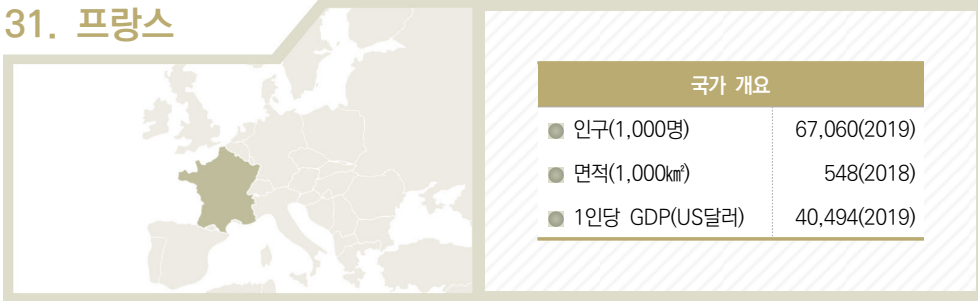 31. 프랑스
국가 개요
인구(1,000명) 67,060(2019)
면적(1,000㎢) 548(2018)
1인당 GDP(US달러) 40,494(2019)